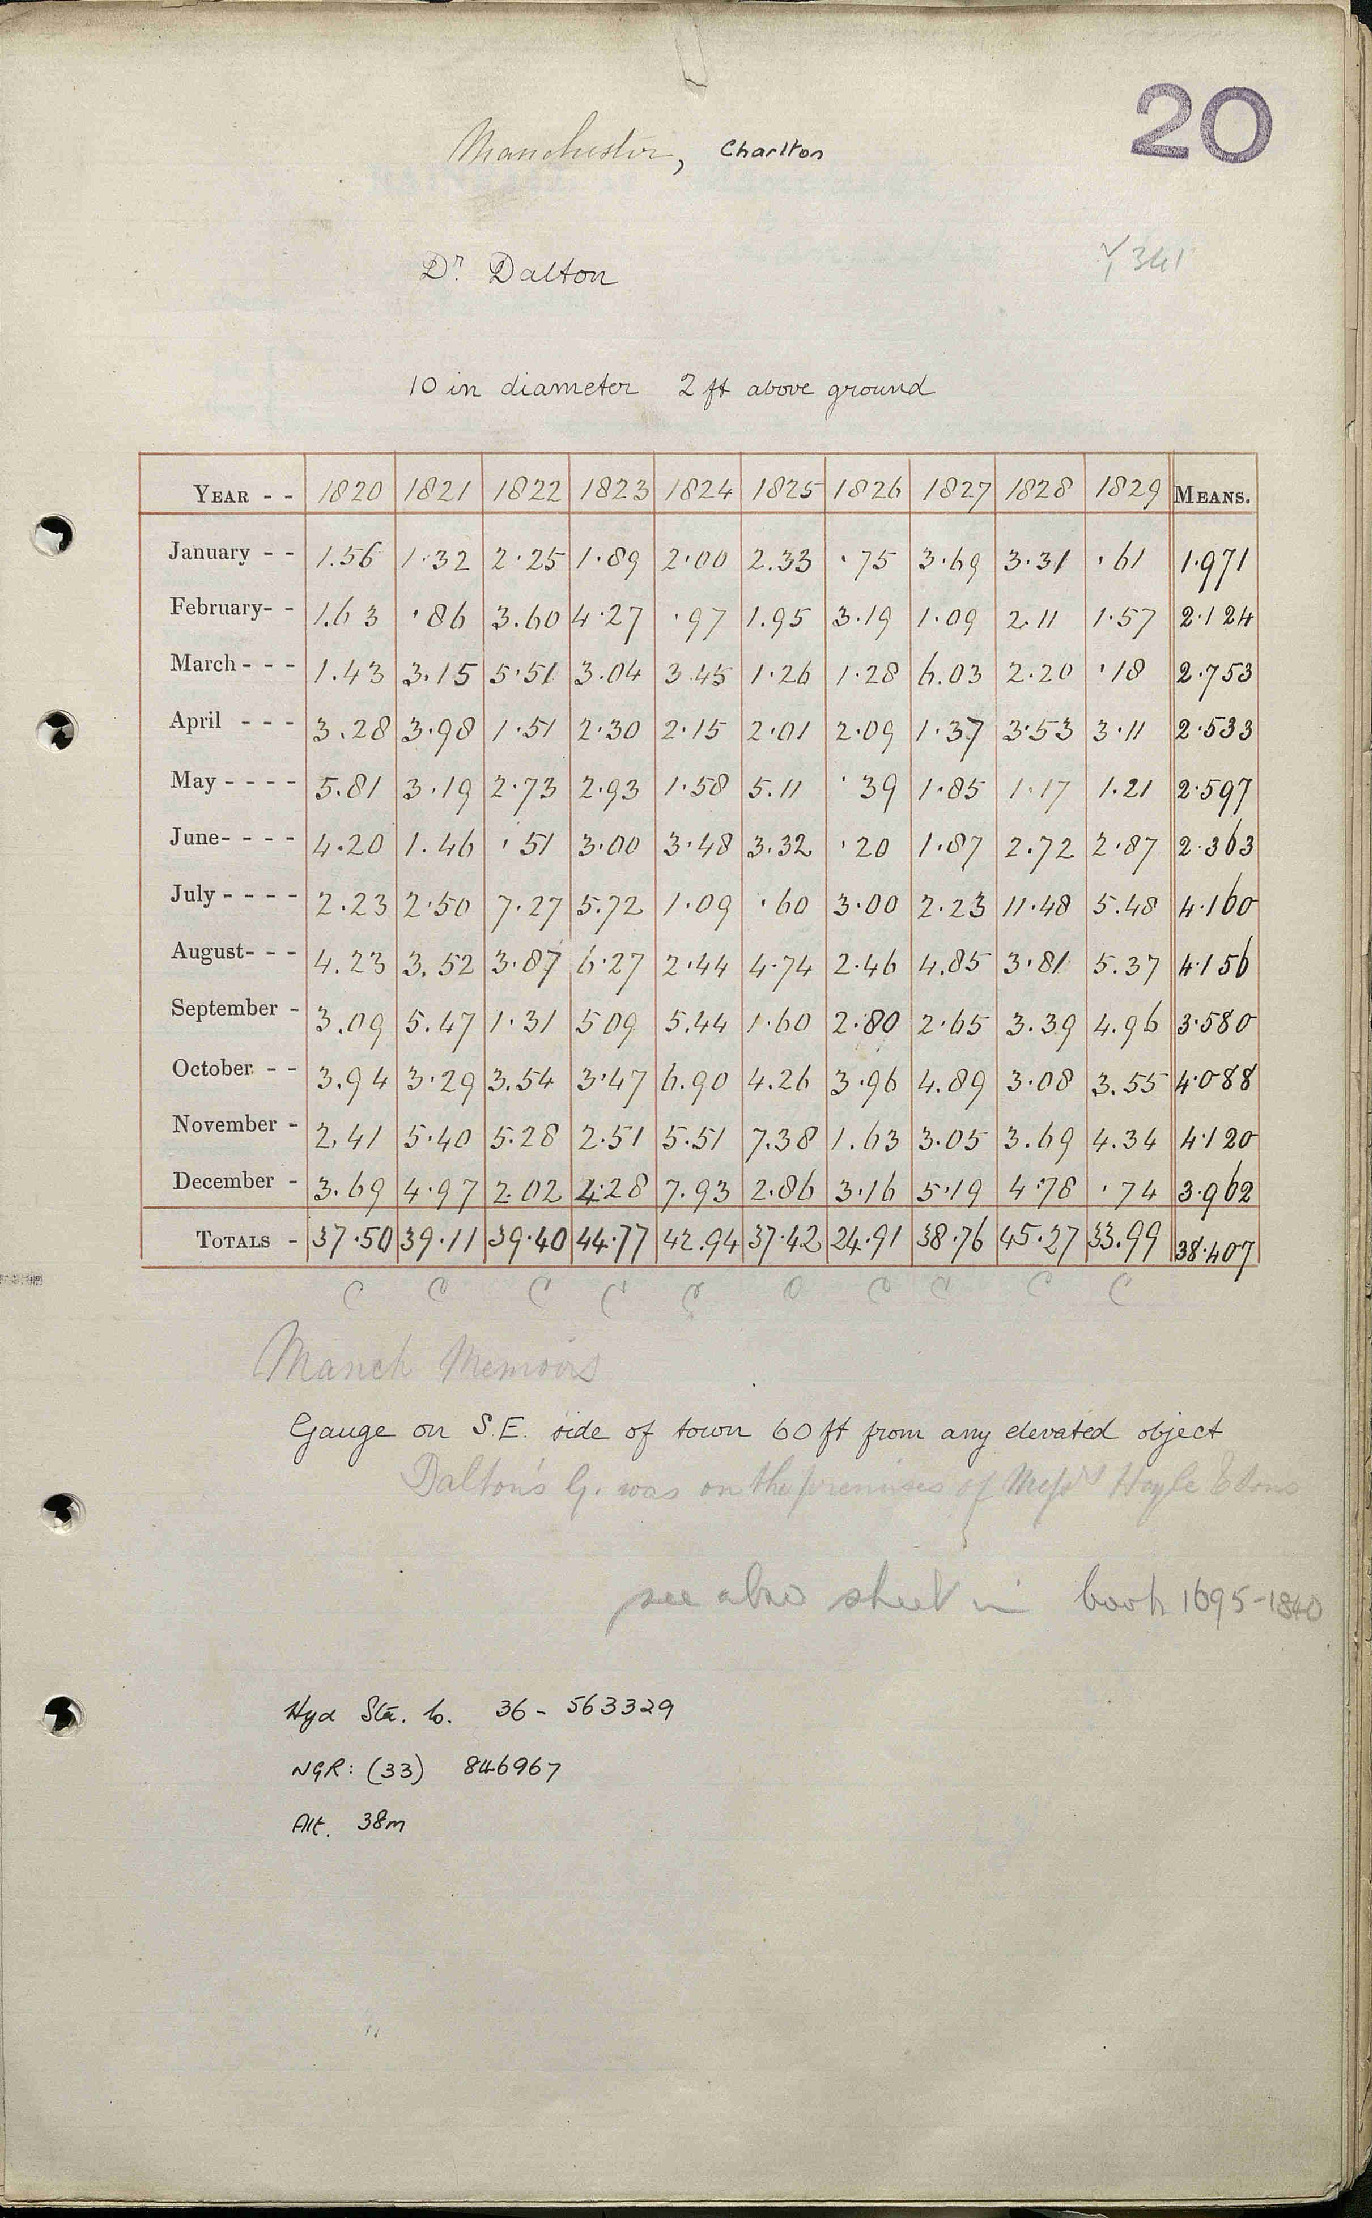 20
Manchester, Charlton
Dr. Dalton
341
10 in diameter 2 ft above ground
YEAR - - 1820 1821 1822 1823 1824 1825 1826 1827 1828 1829 MEANS.
January - - 1.56 1.32 2.25 1.89 2.00 2.33 .75 3.69 3.31 .61 1.971
February- - 1.63 .86 3.60 4.27 .97 1.95 3.19 1.09 2.11 1.57 2.124
March - - - 1.43 3.15 5.51 3.04 3.45 1.26 1.28 6.03 2.20 .18 2.753
April - - - 3.28 3.98 1.51 2.30 2.15 2.01 2.09 1.37 3.53 3.11 2.533
May - - - - 5.81 3.19 2.73 2.93 1.58 5.11 .39 1.85 1.17 1.21 2.597
June- - - - 4.20 1.46 .51 3.00 3.48 3.32 .20 1.87 2.72 2.87 2.363
July - - - - 2.23 2.50 7.27 5.72 1.09 .60 3.00 2.23 11.48 5.48 4.160
August- - - 4.23 3.52 3.87 6.27 2.44 4.74 2.46 4.85 3.81 5.37 4.156
September - 3.09 5.47 1.31 5 09 5.44 1.60 2.80 2.65 3.39 4.96 3.580
October - - 3.94 3.29 3.54 3.47 6.90 4.26 3.96 4.89 3.08 3.55 4.088
November - 2.41 5.40 5.28 2.51 5.51 7.38 1.63 3.05 3.69 4.34 4.120
December - 3.69 4.97 2.02 4.28 7.93 2.86 3.16 5.19 4.78 .74 3.962
TOTALS - 37.50 39.11 39.40 44.77 42.94 37.42 24.91 38.76 45.27 33.99 38.407
C C C C C C C C C C
Manch Memoirs
Gauge on S.E. side of town 60 ft from any elevated object
Dalton's G. was on the premises of Messrs Hoyle & Sons
see also sheet in book 1695-1840
Hyd Sta. 36 - 563329
NGR: (33) 846967
Alt. 38m